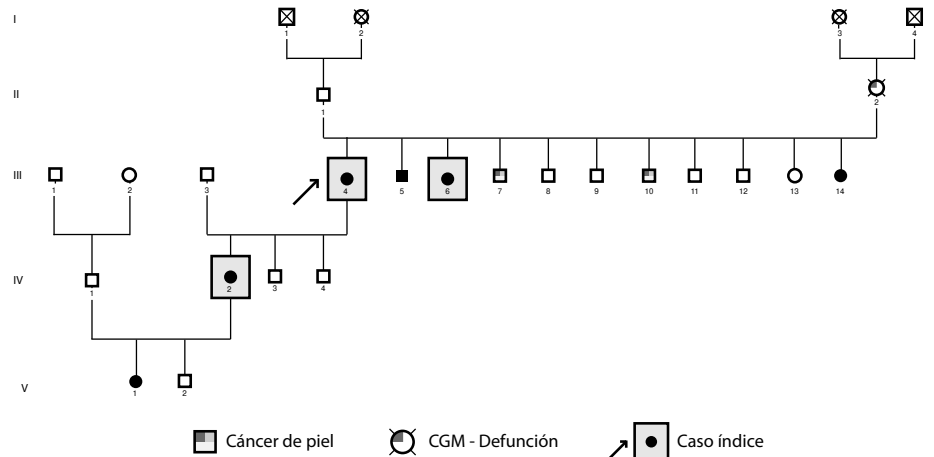 I
1 2 3 4
II
1 2
III
1 2 3 4 5 6 7 8 9 10 11 12 13 14
IV
1 2 3 4
V
1 2
Cáncer de piel CGM - Defunción Caso índice